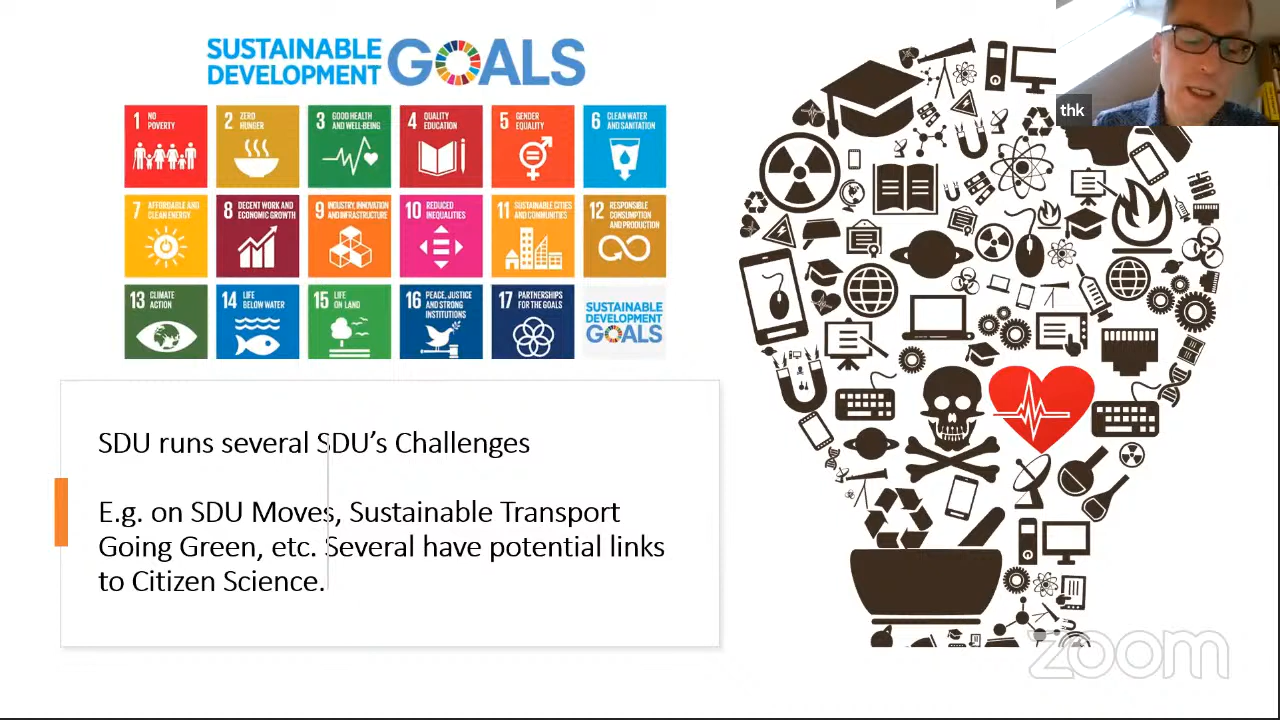 SUSTAINABLE
DEVELOPMENT
GOALS
1 NO
POVERTY
2 ZERO
HUNGER
3 GOOD HEALTH
AND WELL-BEING
4 QUALITY
EDUCATION
5 GENDER
EQUALITY
6 CLEAN WATER
AND SANITATION
7 AFFORDABLE AND
CLEAN ENERGY
8 DECENT WORK AND
ECONOMIC GROWTH
9 INDUSTRY, INNOVATION
AND INFRASTRUCTURE
10 REDUCED
INEQUALITIES
11 SUSTAINABLE CITIES
AND COMMUNITIES
12 RESPONSIBLE
CONSUMPTION
AND PRODUCTION
13 CLIMATE
ACTION
14 LIFE
BELOW WATER
15 LIFE
ON LAND
16 PEACE, JUSTICE
AND STRONG
INSTITUTIONS
17 PARTNERSHIPS
FOR THE GOALS
SUSTAINABLE
DEVELOPMENT
GOALS
SDU runs several SDU’s Challenges
E.g. on SDU Moves, Sustainable Transport
Going Green, etc. Several have potential links
to Citizen Science.
thk
zoom